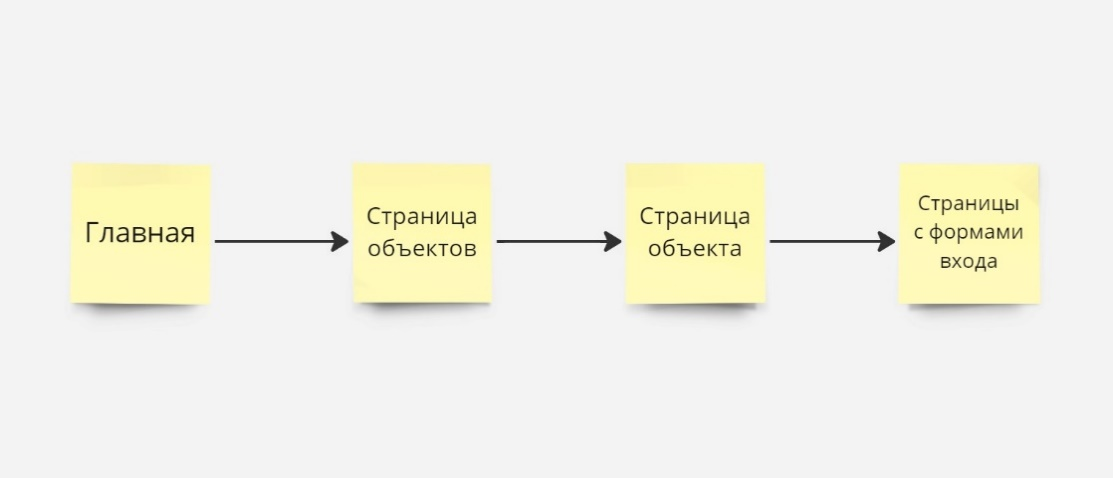 Главная
Страница
объектов
Страница
объекта
Страницы
с формами
входа